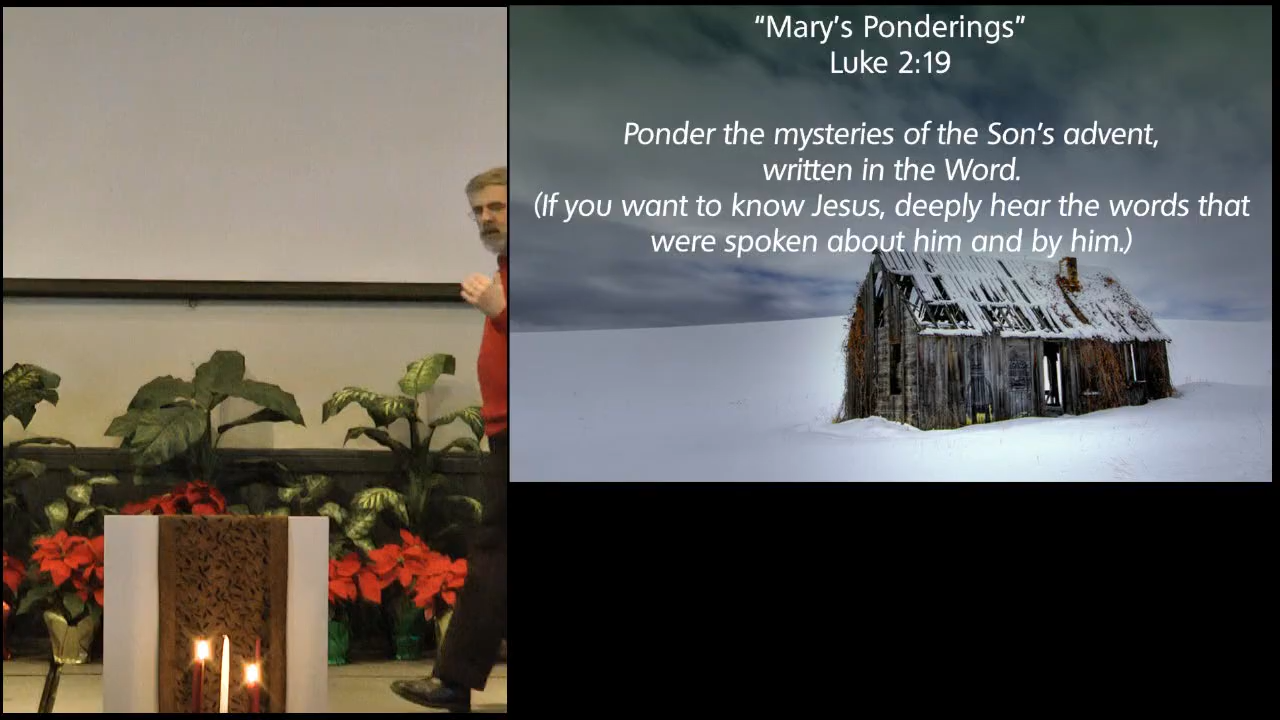 “Mary’s Ponderings”
Luke 2:19
Ponder the mysteries of the Son’s advent,
written in the Word.
(If you want to know Jesus, deeply hear the words that
were spoken about him and by him.)